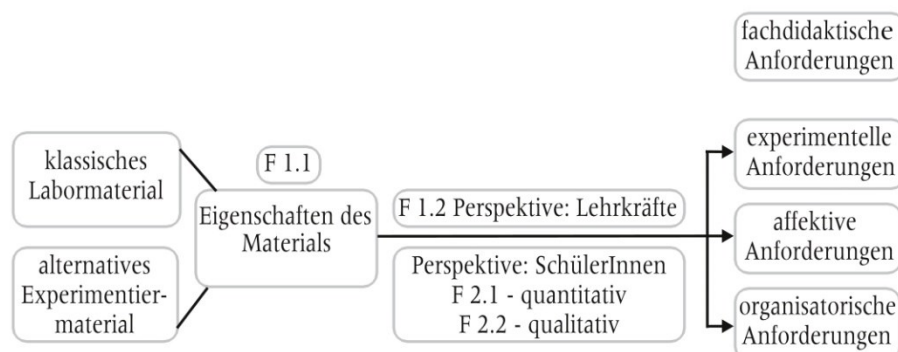 fachdidaktische
Anforderungen
klassisches
Labormaterial
F 1.1
experimentelle
Anforderungen
Eigenschaften des
Materials
F 1.2 Perspektive: Lehrkräfte
affektive
Anforderungen
alternatives
Experimentier-
material
Perspektive: SchülerInnen
F 2.1 - quantitativ
F 2.2 - qualitativ
organisatorische
Anforderungen